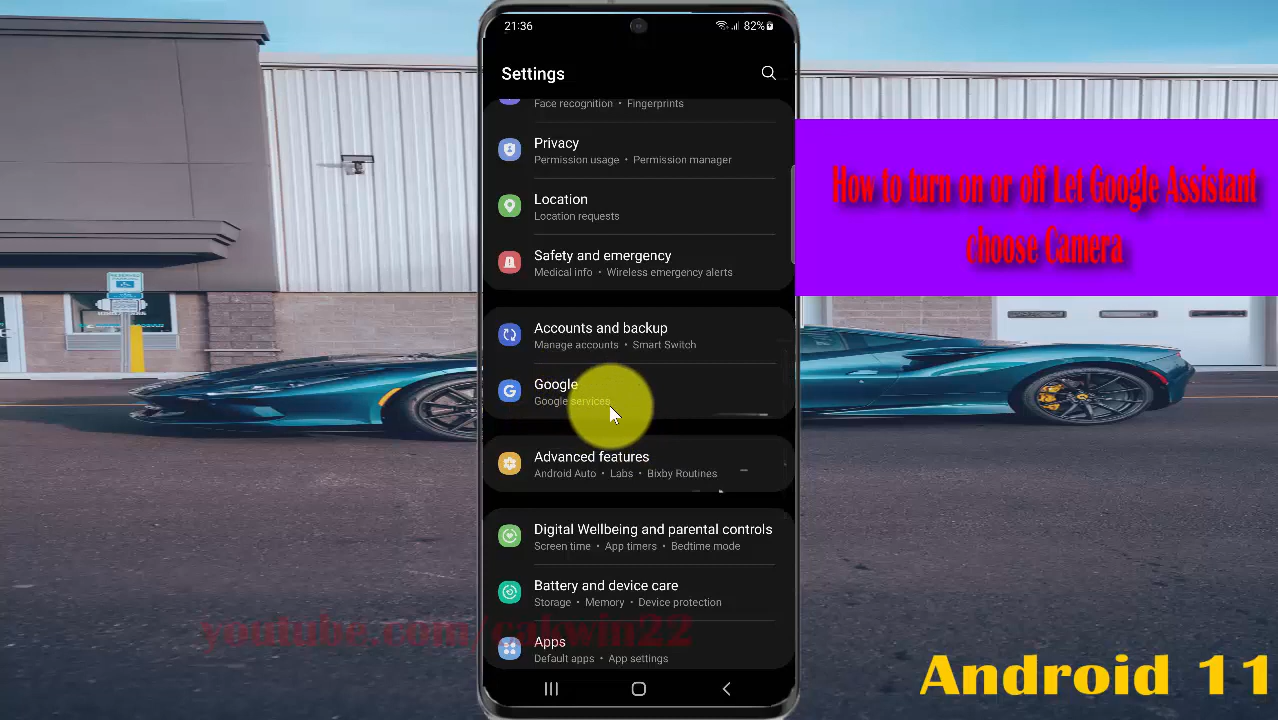 21:36
82%
Settings
Face recognition • Fingerprints
Privacy
Permission usage • Permission manager
Location
Location requests
Safety and emergency
Medical info • Wireless emergency alerts
Accounts and backup
Manage accounts • Smart Switch
Google
Google services
Advanced features
Android Auto • Labs • Bixby Routines
Digital Wellbeing and parental controls
Screen time • App timers • Bedtime mode
Battery and device care
Storage • Memory • Device protection
Apps
Default apps • App settings
How to turn on or off Let Google Assistant
choose Camera
youtube.com/cakwin22
Android 11